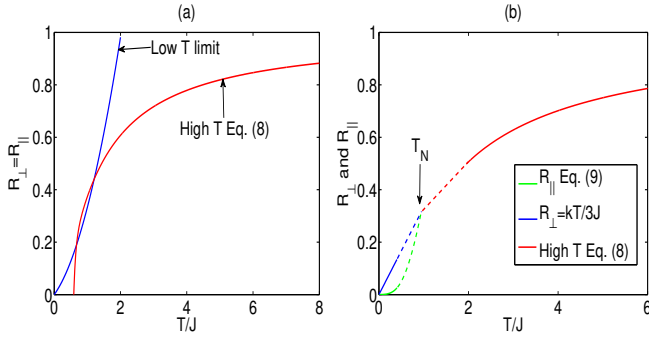 (a)
R⊥=R||
1
0.8
0.6
0.4
0.2
0
0 2 4 6 8
T/J
Low T limit
High T Eq. (8)
(b)
R⊥ and R||
1
0.8
0.6
0.4
0.2
0
0 2 4 6
T/J
T_N
R|| Eq. (9)
R⊥=kT/3J
High T Eq. (8)